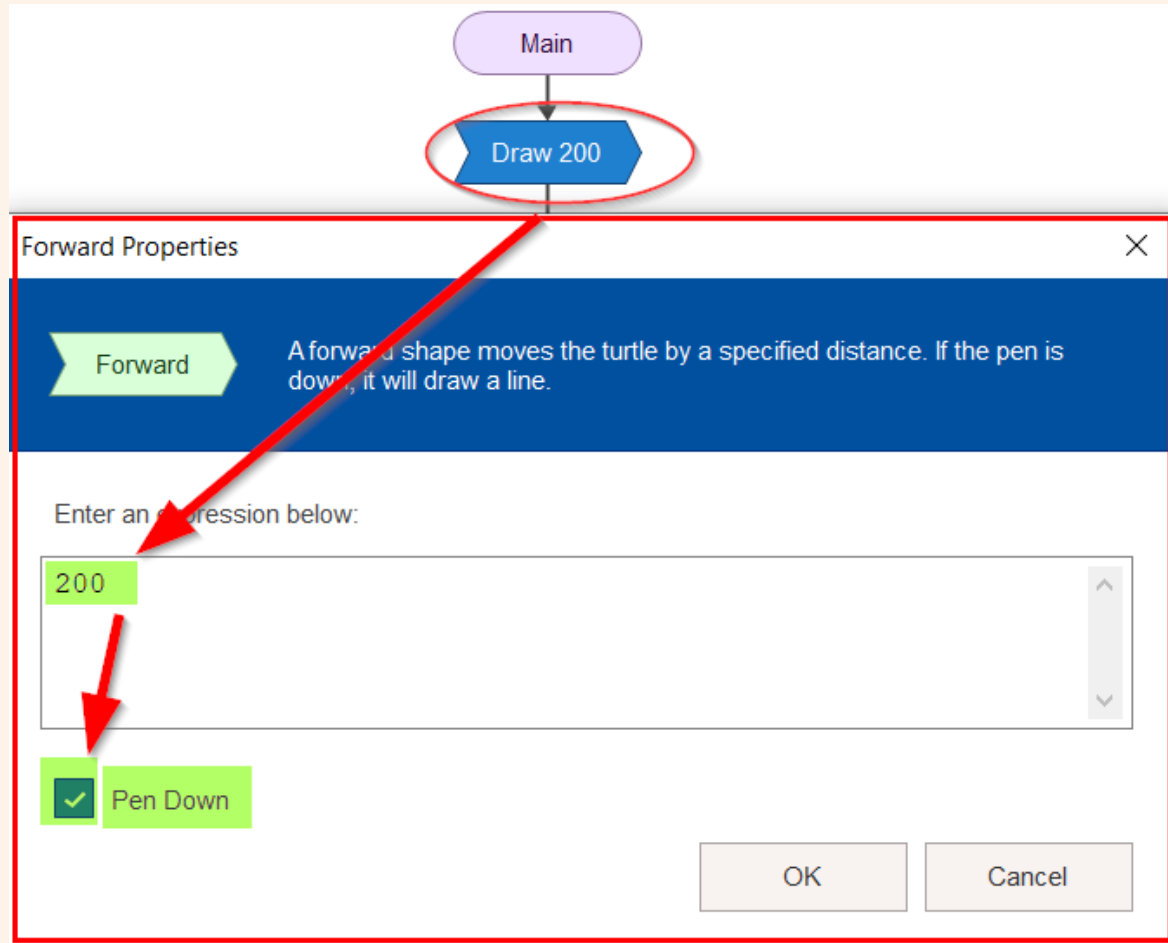 Main
Draw 200
Forward Properties
Forward
A forward shape moves the turtle by a specified distance. If the pen is
down, it will draw a line.
Enter an expression below:
200
Pen Down
OK
Cancel